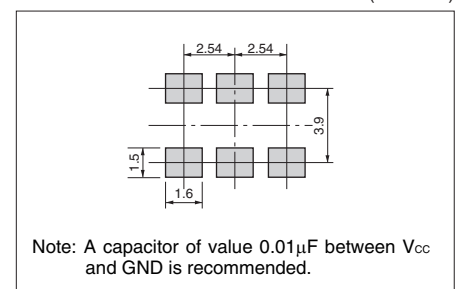 2.54 2.54
3.9
1.5
1.6
Note: A capacitor of value 0.01μF between Vcc
and GND is recommended.